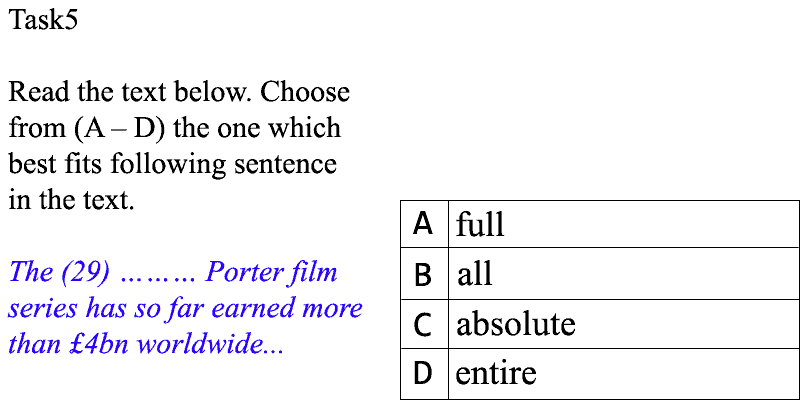 Task5
Read the text below. Choose
from (A – D) the one which
best fits following sentence
in the text.
The (29) ……… Porter film
series has so far earned more
than £4bn worldwide...
A full
B all
C absolute
D entire